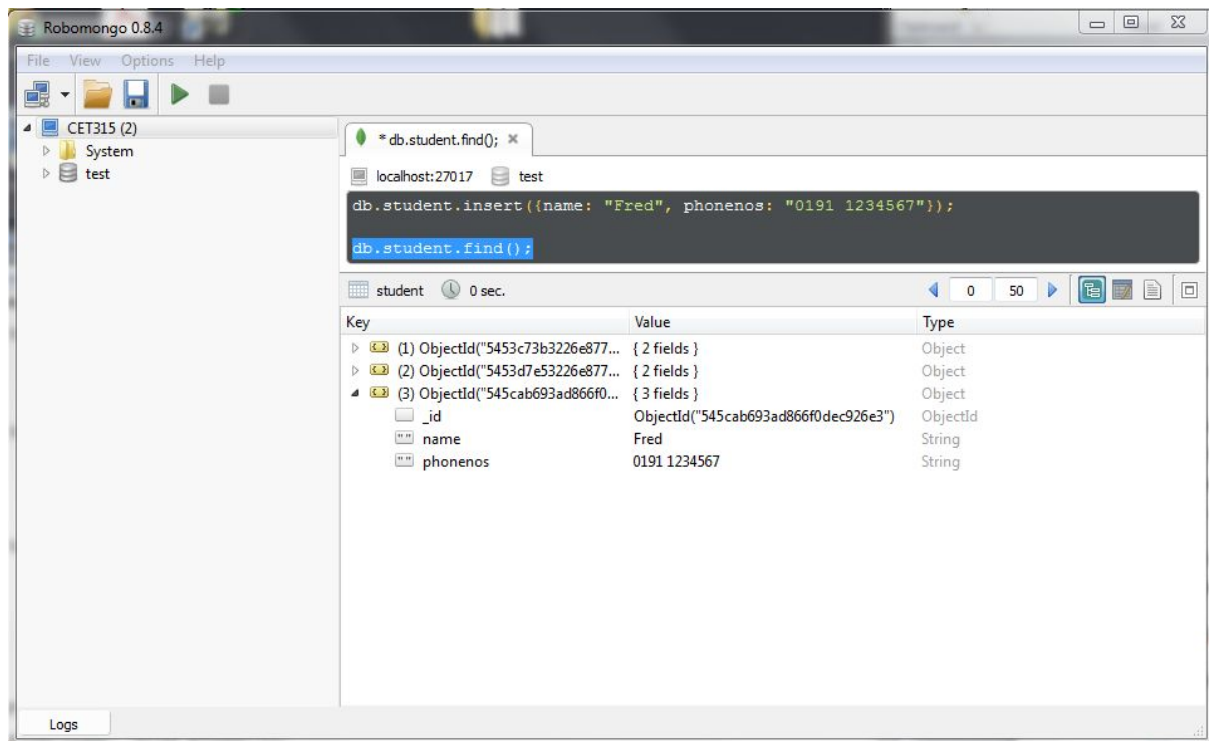 Robomongo 0.8.4
File View Options Help
CET315 (2)
System
test
* db.student.find();
localhost:27017 test
db.student.insert({name: "Fred", phonenos: "0191 1234567"});
db.student.find();
student 0 sec. 0 50
Key Value Type
(1) ObjectId("5453c73b3226e877... { 2 fields } Object
(2) ObjectId("5453d7e53226e877... { 2 fields } Object
(3) ObjectId("545cab693ad866f0... { 3 fields } Object
_id ObjectId("545cab693ad866f0dec926e3") ObjectId
name Fred String
phonenos 0191 1234567 String
Logs